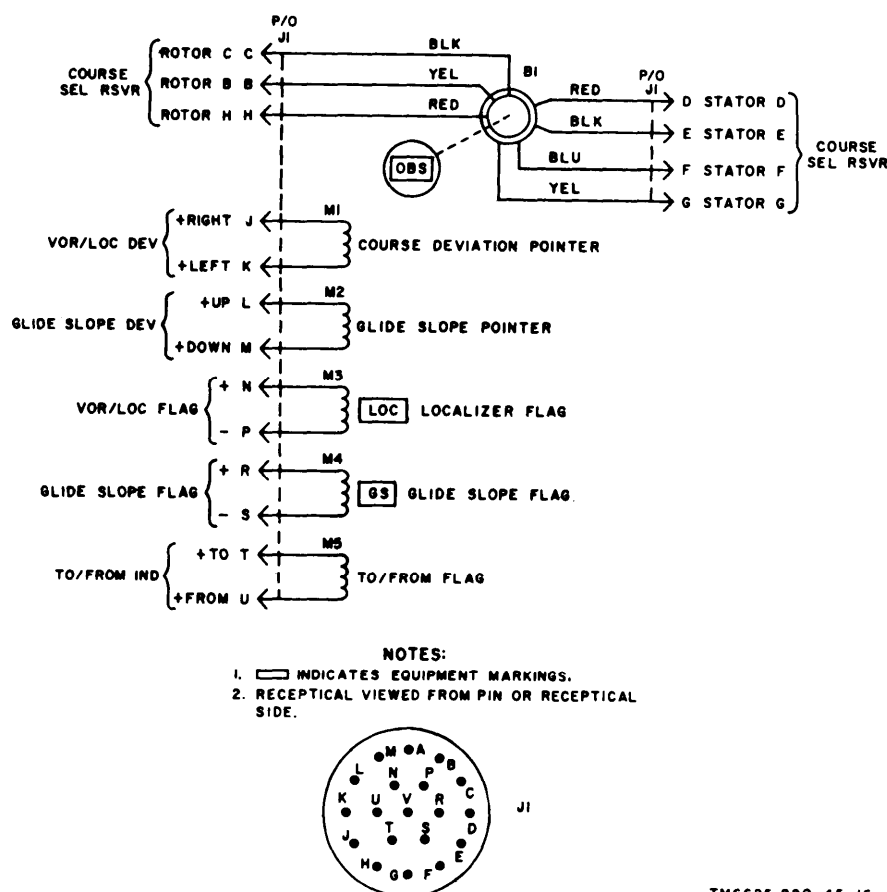 P/O
J1
COURSE
SEL RSVR
ROTOR C C
ROTOR B B
ROTOR H H
BLK
YEL
RED
B1
OBS
P/O
J1
RED
BLK
BLU
YEL
D STATOR D
E STATOR E
F STATOR F
G STATOR G
COURSE
SEL RSVR
VOR/LOC DEV
+RIGHT J
+LEFT K
M1
COURSE DEVIATION POINTER
GLIDE SLOPE DEV
+UP L
+DOWN M
M2
GLIDE SLOPE POINTER
VOR/LOC FLAG
+ N
- P
M3
LOC LOCALIZER FLAG
GLIDE SLOPE FLAG
+ R
- S
M4
GS GLIDE SLOPE FLAG
TO/FROM IND
+TO T
+FROM U
M5
TO/FROM FLAG
NOTES:
1. INDICATES EQUIPMENT MARKINGS.
2. RECEPTICAL VIEWED FROM PIN OR RECEPTICAL
SIDE.
M A B
L N P C
K U V R D
J T S E
H G F
J1